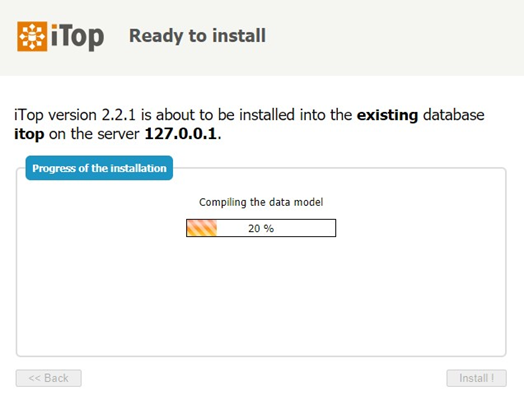 iTop Ready to install
iTop version 2.2.1 is about to be installed into the existing database
itop on the server 127.0.0.1.
Progress of the installation
Compiling the data model
20 %
<< Back Install !